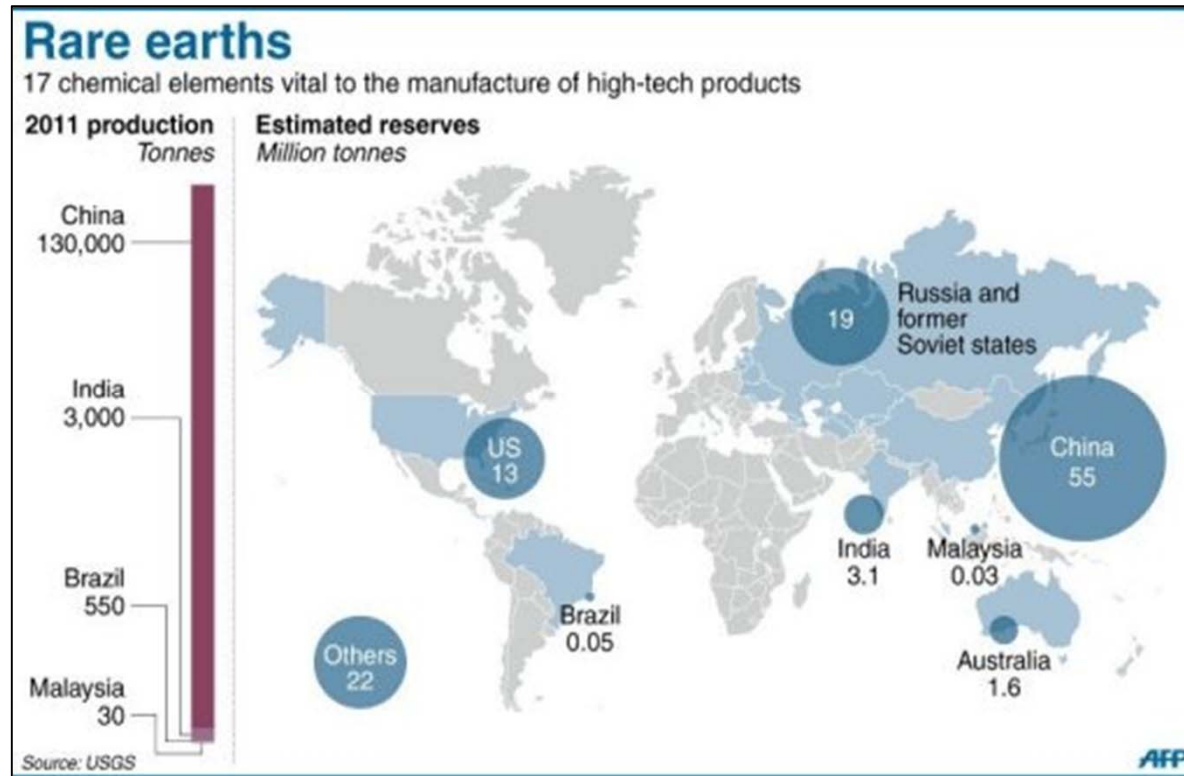 Rare earths
17 chemical elements vital to the manufacture of high-tech products
2011 production
Tonnes
China
130,000
India
3,000
Brazil
550
Malaysia
30
Source: USGS
Estimated reserves
Million tonnes
US
13
Others
22
Brazil
0.05
19
Russia and
former
Soviet states
China
55
India
3.1
Malaysia
0.03
Australia
1.6
AFP